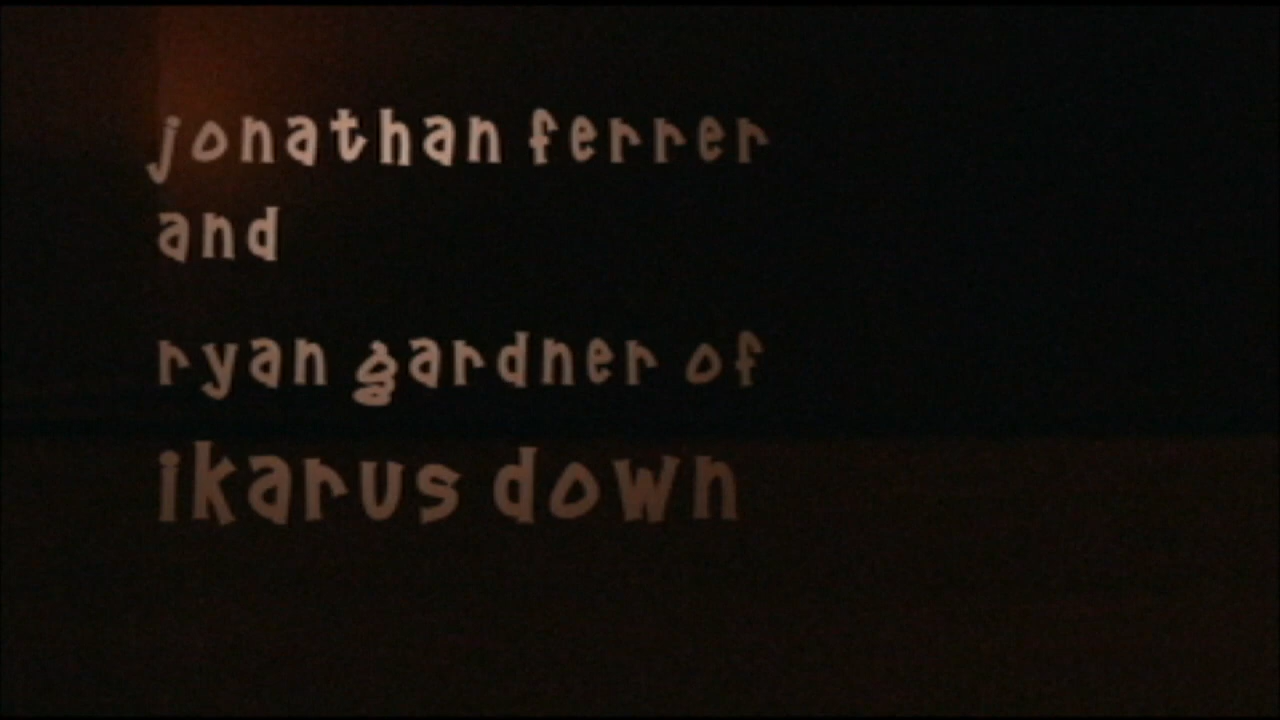 jonathan ferrer
and
ryan gardner of
ikarus down